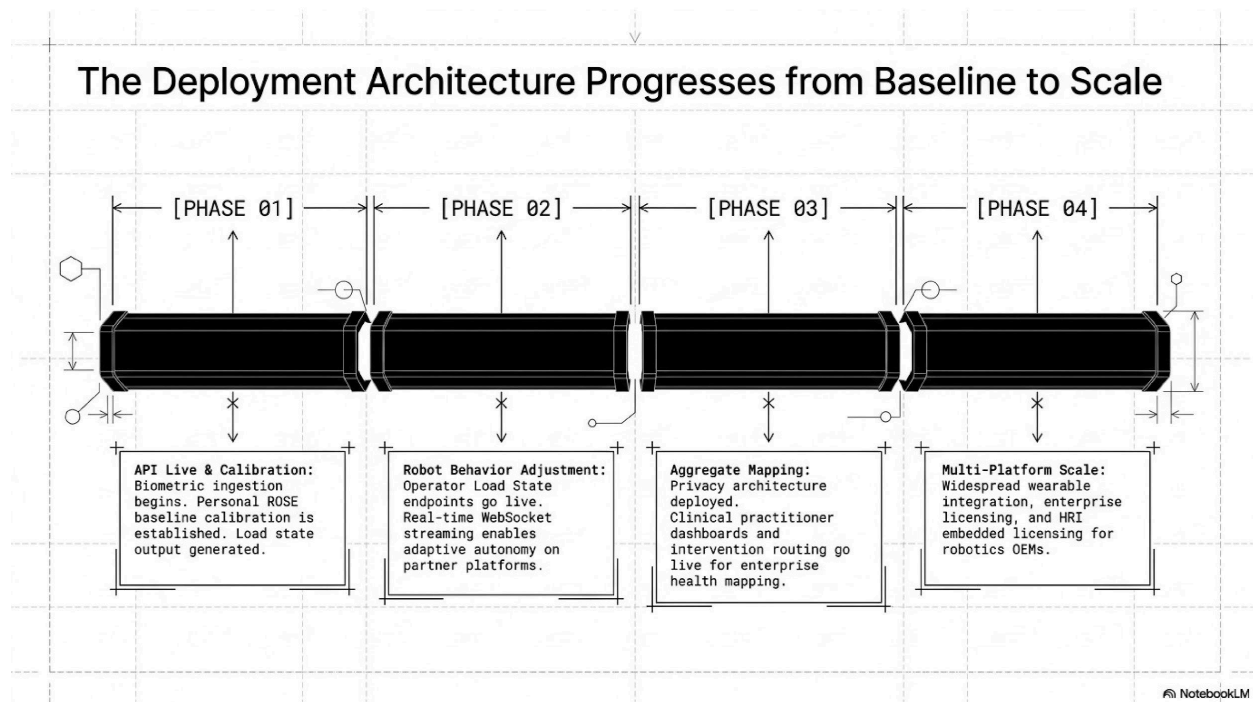 The Deployment Architecture Progresses from Baseline to Scale
[PHASE 01]
[PHASE 02]
[PHASE 03]
[PHASE 04]
API Live & Calibration:
Biometric ingestion
begins. Personal ROSE
baseline calibration is
established. Load state
output generated.
Robot Behavior Adjustment:
Operator Load State
endpoints go live.
Real-time WebSocket
streaming enables
adaptive autonomy on
partner platforms.
Aggregate Mapping:
Privacy architecture
deployed.
Clinical practitioner
dashboards and
intervention routing go
live for enterprise
health mapping.
Multi-Platform Scale:
Widespread wearable
integration, enterprise
licensing, and HRI
embedded licensing for
robotics OEMs.
NotebookLM